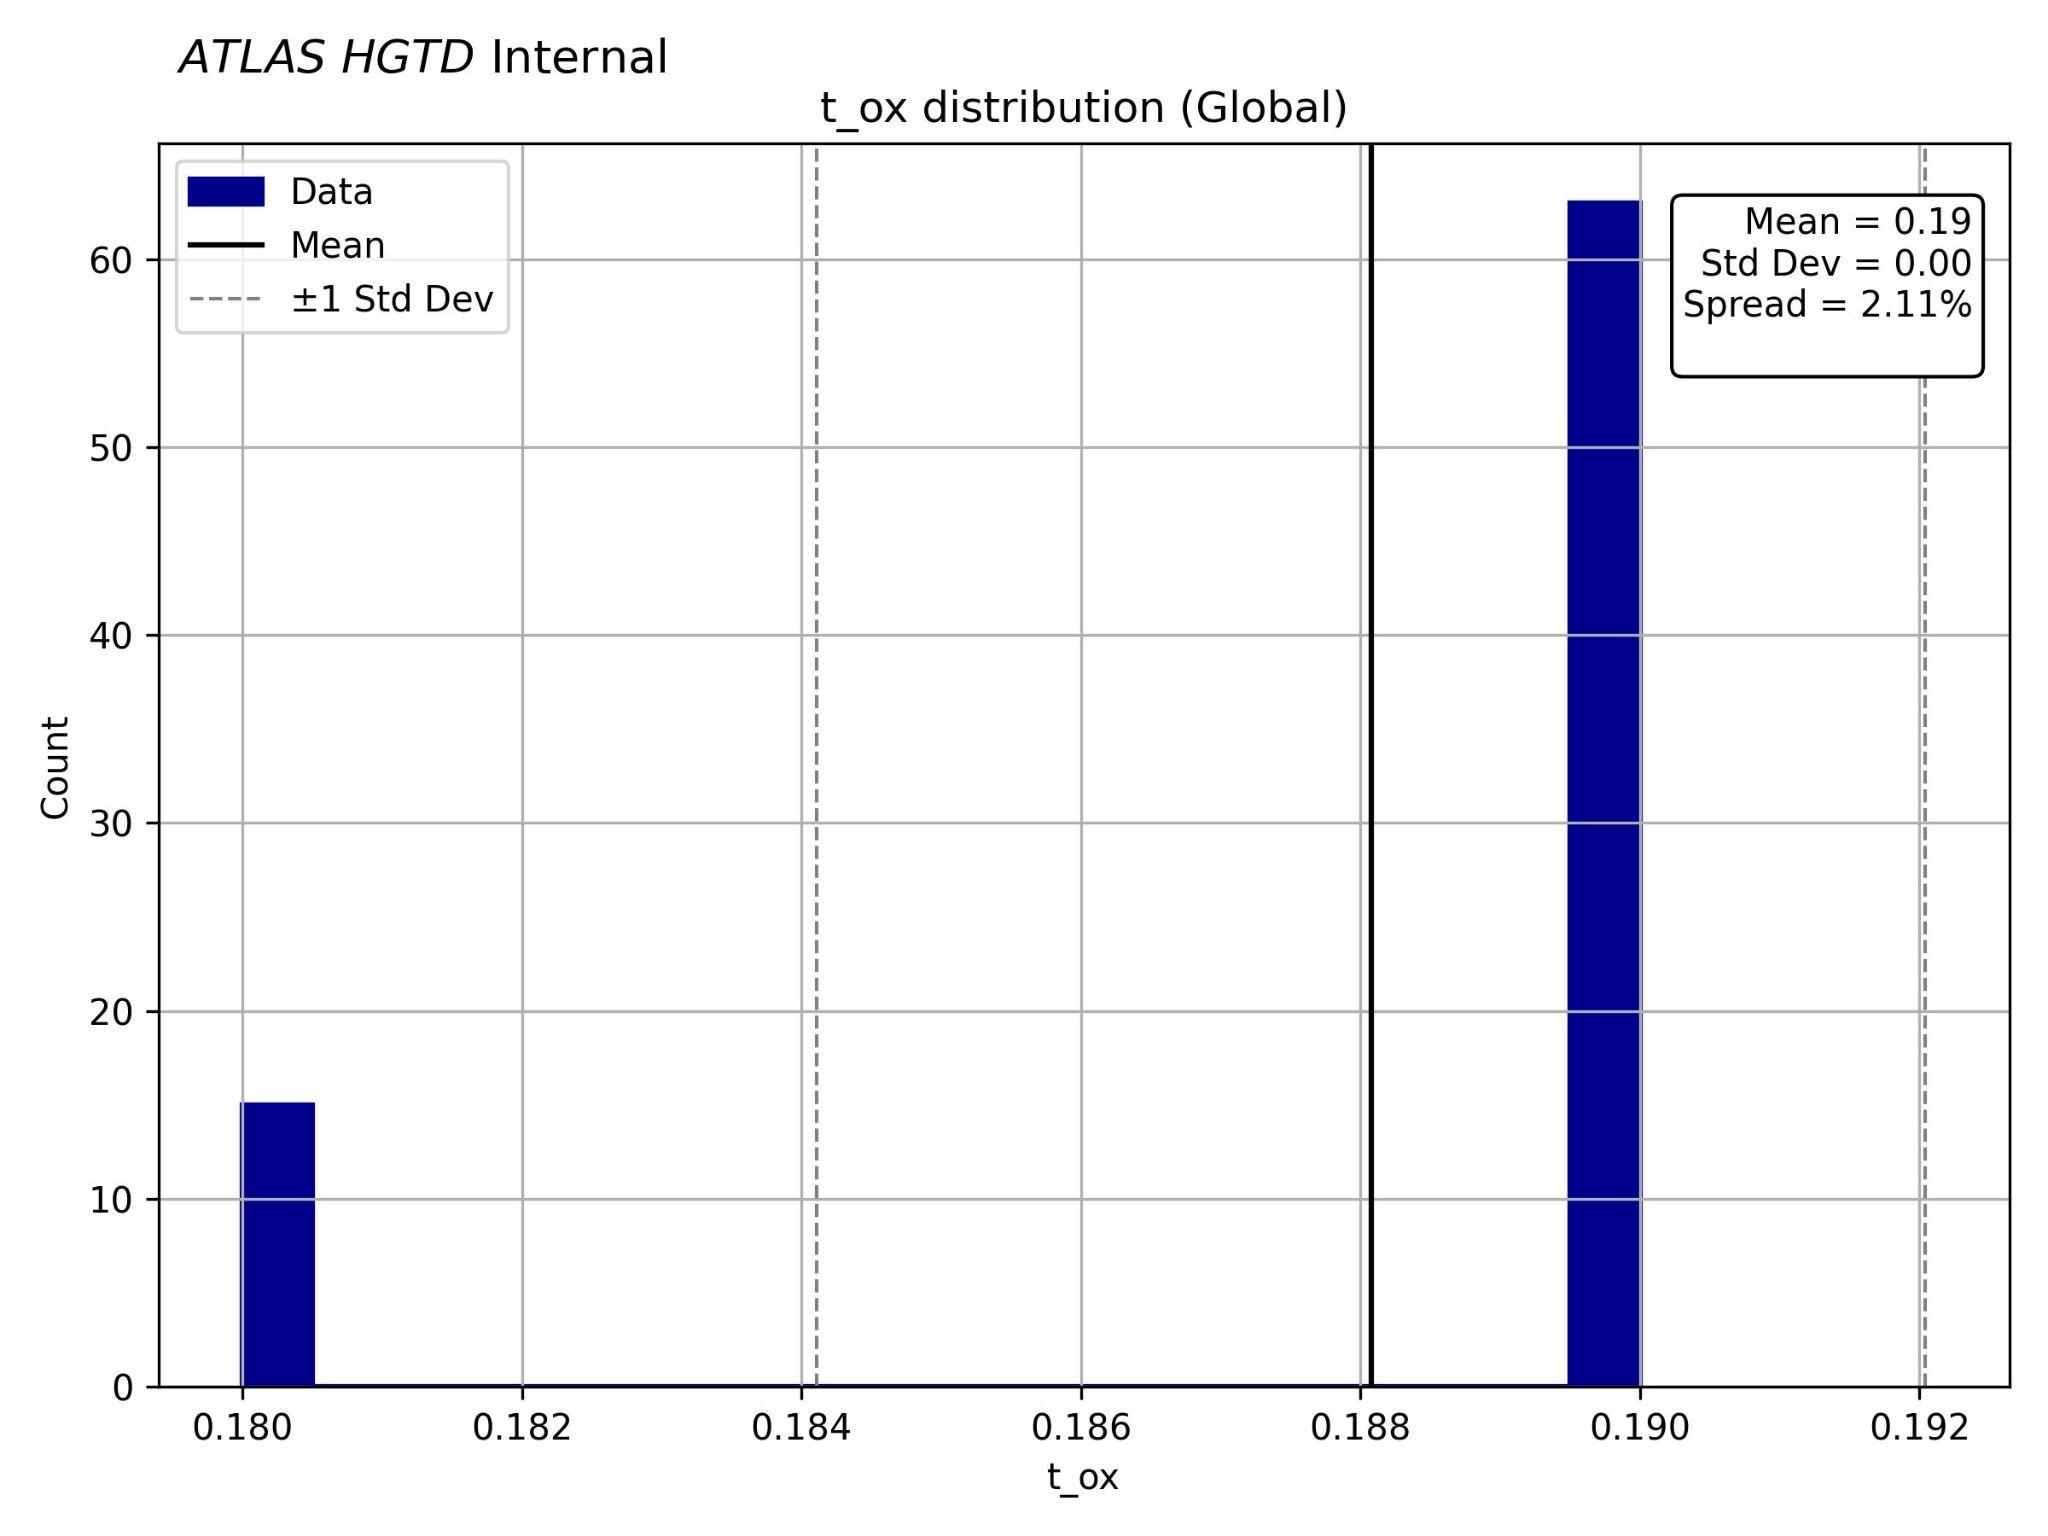 ATLAS HGTD Internal
t_ox distribution (Global)
Data
Mean
±1 Std Dev
Mean = 0.19
Std Dev = 0.00
Spread = 2.11%
Count
60
50
40
30
20
10
0
0.180 0.182 0.184 0.186 0.188 0.190 0.192
t_ox